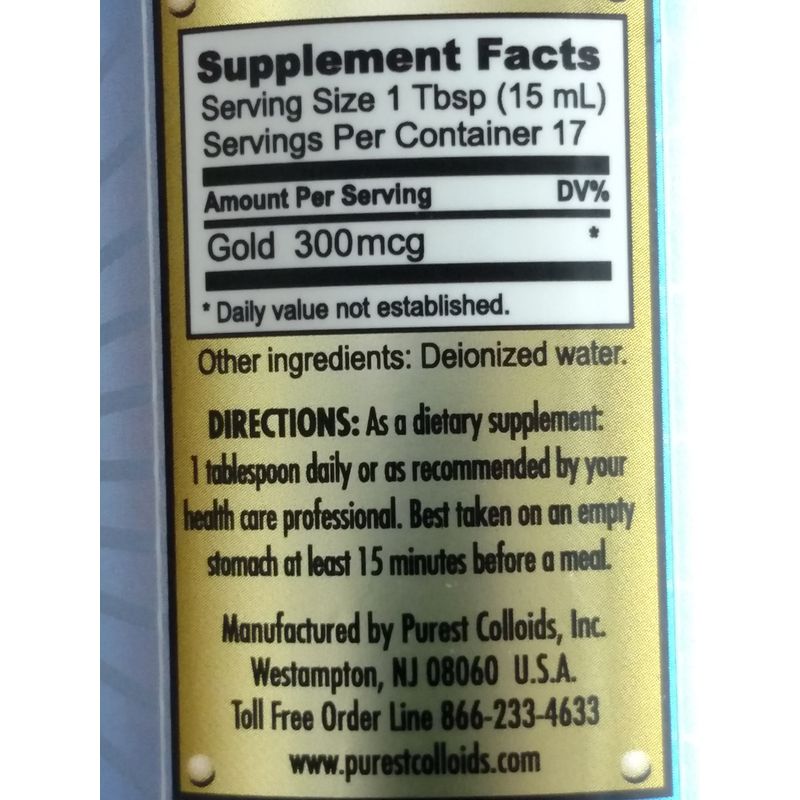 Supplement Facts
Serving Size 1 Tbsp (15 mL)
Servings Per Container 17
Amount Per Serving DV%
Gold 300mcg *
* Daily value not established.
Other ingredients: Deionized water.
DIRECTIONS: As a dietary supplement:
1 tablespoon daily or as recommended by your
health care professional. Best taken on an empty
stomach at least 15 minutes before a meal.
Manufactured by Purest Colloids, Inc.
Westampton, NJ 08060 U.S.A.
Toll Free Order Line 866-233-4633
www.purestcolloids.com